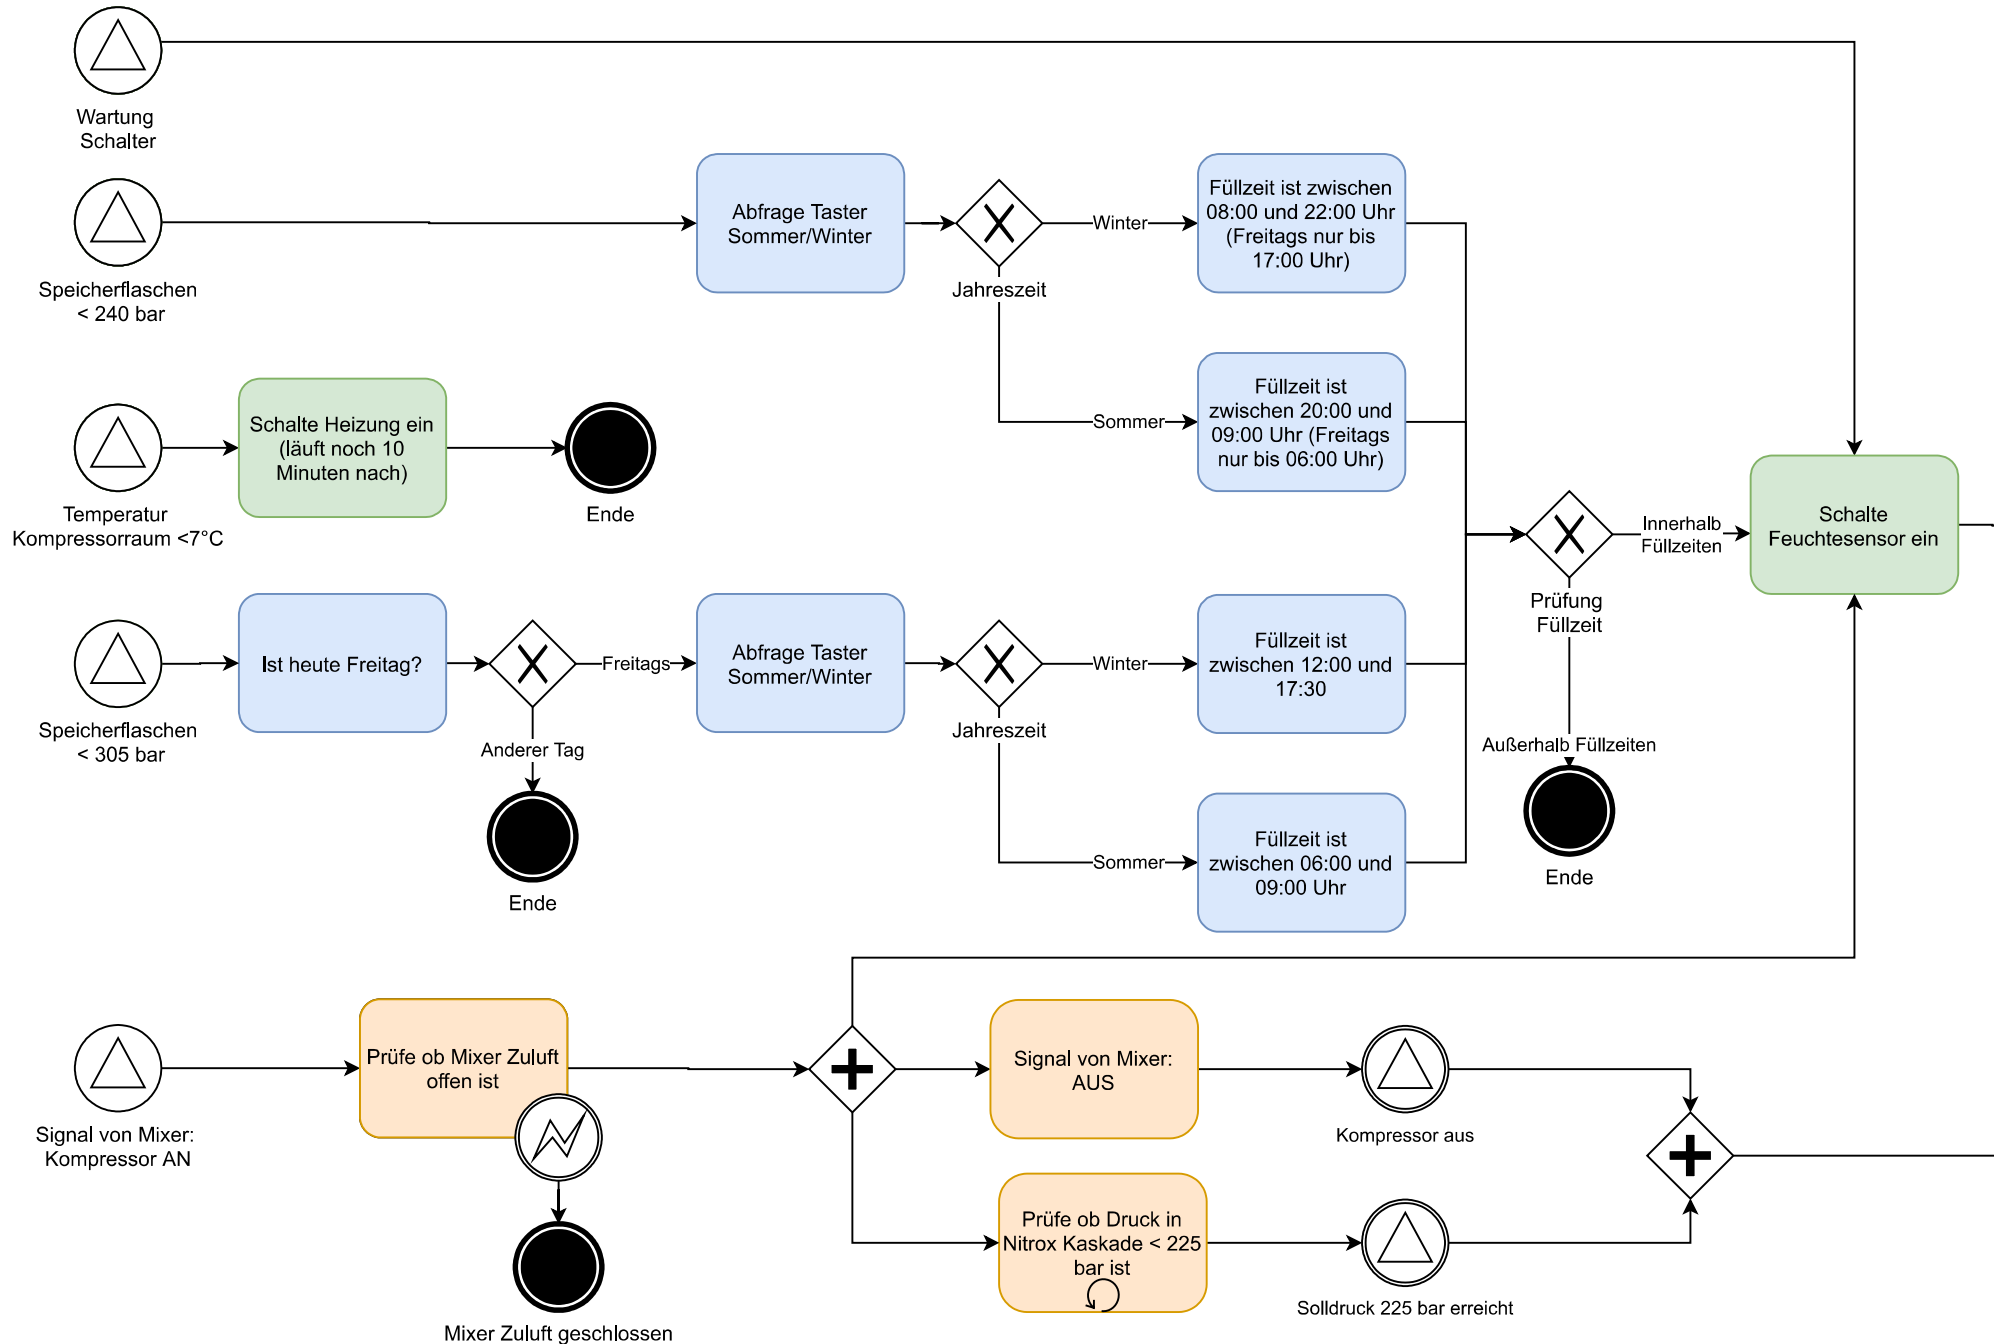 Wartung
Schalter
Speicherflaschen
< 240 bar
Abfrage Taster
Sommer/Winter
Jahreszeit
Winter
Füllzeit ist zwischen
08:00 und 22:00 Uhr
(Freitags nur bis
17:00 Uhr)
Sommer
Füllzeit ist
zwischen 20:00 und
09:00 Uhr (Freitags
nur bis 06:00 Uhr)
Temperatur
Kompressorraum <7°C
Schalte Heizung ein
(läuft noch 10
Minuten nach)
Ende
Prüfung
Füllzeit
Innerhalb
Füllzeiten
Schalte
Feuchtesensor ein
Außerhalb Füllzeiten
Ende
Speicherflaschen
< 305 bar
Ist heute Freitag?
Freitags
Anderer Tag
Ende
Abfrage Taster
Sommer/Winter
Jahreszeit
Winter
Füllzeit ist
zwischen 12:00 und
17:30
Sommer
Füllzeit ist
zwischen 06:00 und
09:00 Uhr
Signal von Mixer:
Kompressor AN
Prüfe ob Mixer Zuluft
offen ist
Mixer Zuluft geschlossen
Signal von Mixer:
AUS
Kompressor aus
Prüfe ob Druck in
Nitrox Kaskade < 225
bar ist
Solldruck 225 bar erreicht